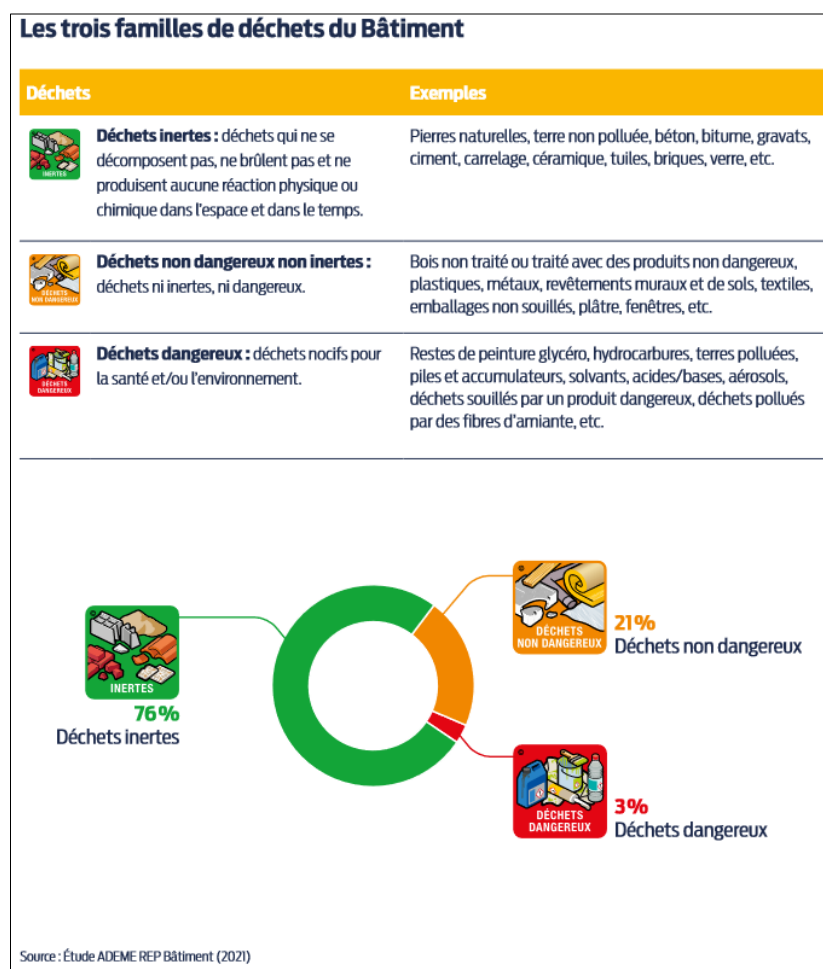 Les trois familles de déchets du Bâtiment
Déchets
Exemples
Déchets inertes : déchets qui ne se
décomposent pas, ne brûlent pas et ne
produisent aucune réaction physique ou
chimique dans l'espace et dans le temps.
Pierres naturelles, terre non polluée, béton, bitume, gravats,
ciment, carrelage, céramique, tuiles, briques, verre, etc.
INERTES
Déchets non dangereux non inertes :
déchets ni inertes, ni dangereux.
Bois non traité ou traité avec des produits non dangereux,
plastiques, métaux, revêtements muraux et de sols, textiles,
emballages non souillés, plâtre, fenêtres, etc.
DÉCHETS
NON DANGEREUX
Déchets dangereux : déchets nocifs pour
la santé et/ou l'environnement.
Restes de peinture glycéro, hydrocarbures, terres polluées,
piles et accumulateurs, solvants, acides/bases, aérosols,
déchets souillés par un produit dangereux, déchets pollués
par des fibres d'amiante, etc.
DÉCHETS
DANGEREUX
INERTES
76%
Déchets inertes
DÉCHETS
NON DANGEREUX
21%
Déchets non dangereux
DÉCHETS
DANGEREUX
3%
Déchets dangereux
Source : Étude ADEME REP Bâtiment (2021)